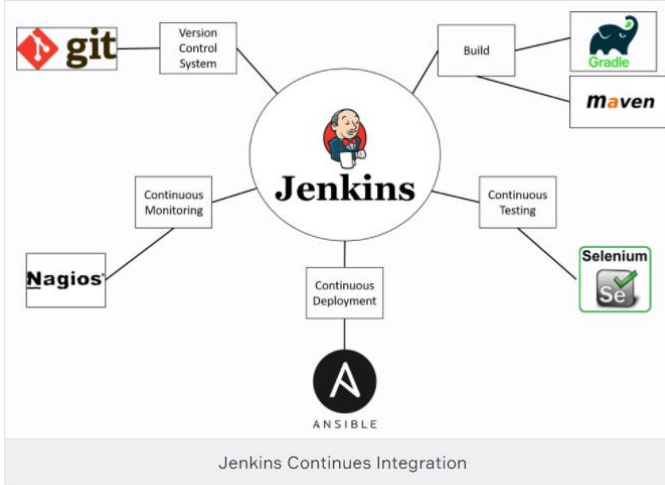 git
Version
Control
System
Build
Gradle
maven
Jenkins
Continuous
Monitoring
Continuous
Testing
Nagios®
Continuous
Deployment
Selenium
Se
ANSIBLE
Jenkins Continues Integration